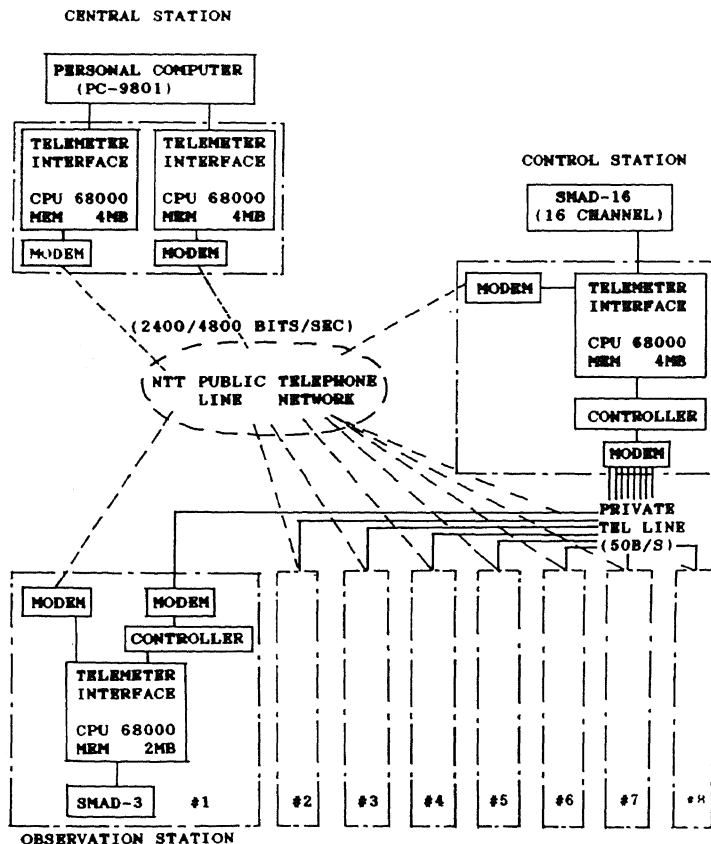 CENTRAL STATION
PERSONAL COMPUTER
(PC-9801)
TELEMETER
INTERFACE
CPU 68000
MEM 4MB
MODEM
TELEMETER
INTERFACE
CPU 68000
MEM 4MB
MODEM
CONTROL STATION
SMAD-16
(16 CHANNEL)
MODEM
TELEMETER
INTERFACE
CPU 68000
MEM 4MB
CONTROLLER
MODEM
(2400/4800 BITS/SEC)
NTT PUBLIC TELEPHONE
LINE NETWORK
PRIVATE
TEL LINE
(50B/S)
MODEM
MODEM
CONTROLLER
TELEMETER
INTERFACE
CPU 68000
MEM 2MB
SMAD-3
#1
#2
#3
#4
#5
#6
#7
#8
OBSERVATION STATION